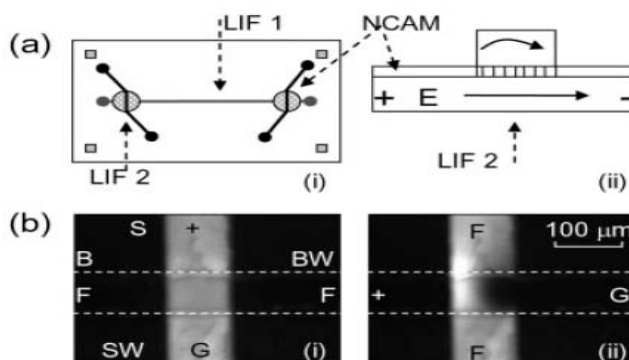 (a)
LIF 1
NCAM
LIF 2
(i)
+ E -
LIF 2
(ii)
(b)
S +
B BW
F F
SW G
(i)
F
100 μm
+ G
F
(ii)